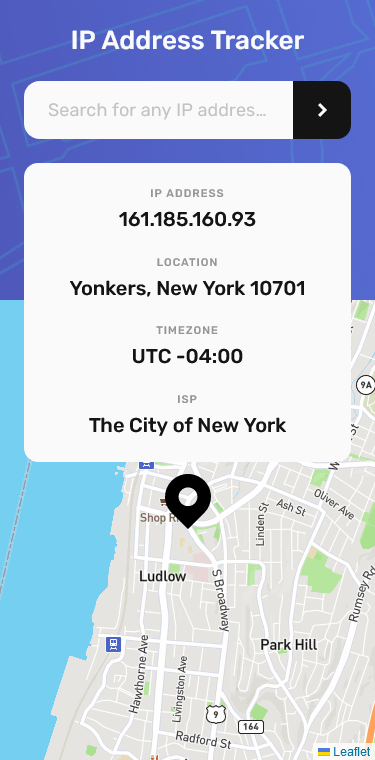 IP Address Tracker
Search for any IP addres…
IP ADDRESS
161.185.160.93
LOCATION
Yonkers, New York 10701
TIMEZONE
UTC -04:00
ISP
The City of New York
9A
St
Shop
Linden St
Ash St
Oliver Ave
Ludlow
S Broadway
Rumsey Rd
Park Hill
Hawthorne Ave
Livingston Ave
9
164
Radford St
Leaflet